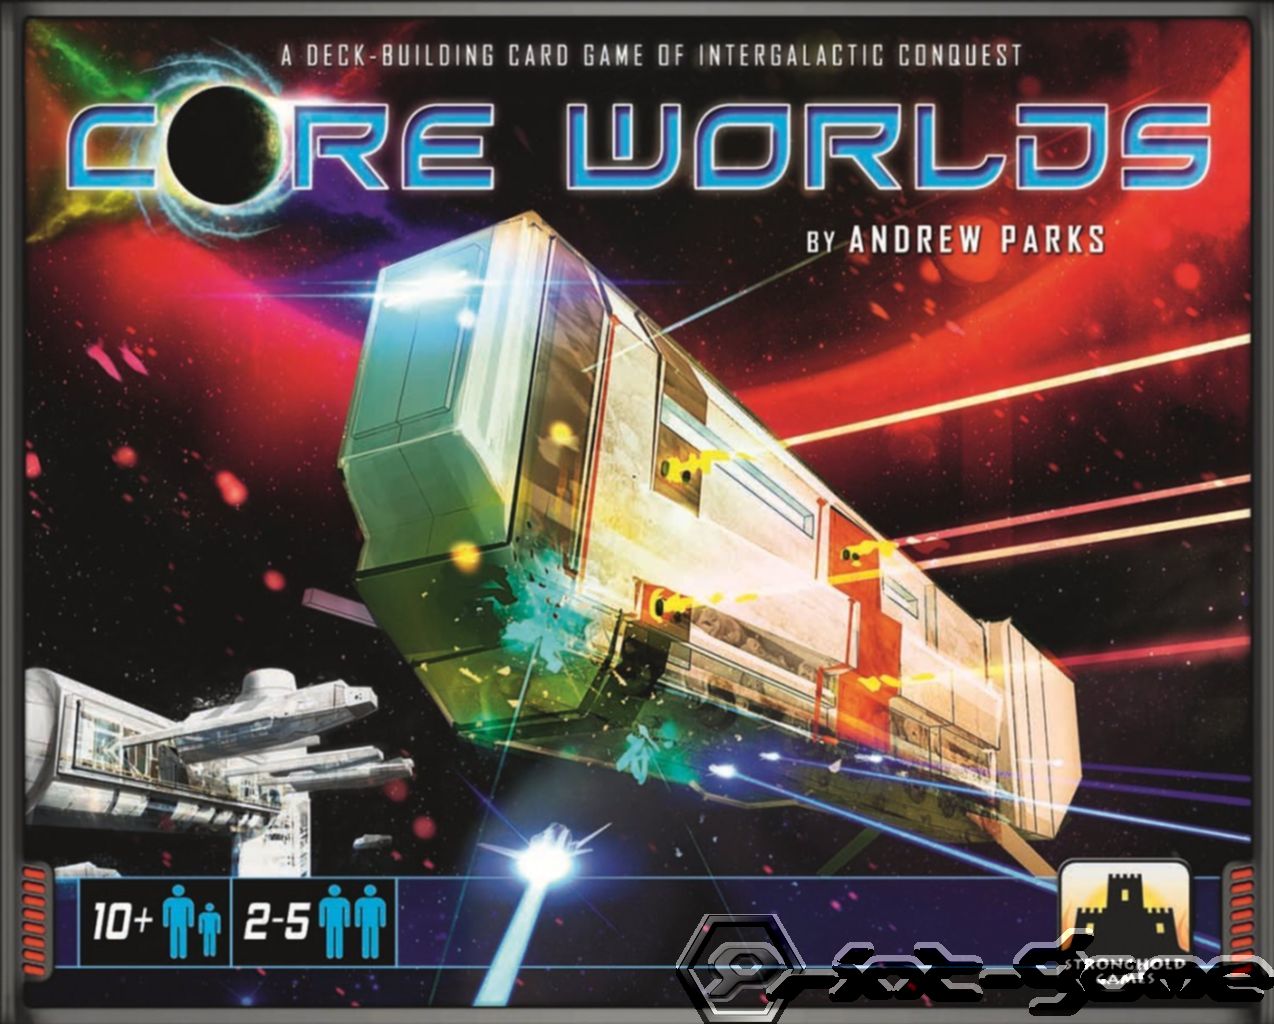 A DECK-BUILDING CARD GAME OF INTERGALACTIC CONQUEST
CORE WORLDS
BY ANDREW PARKS
10+ 2-5
STRONGHOLD
GAMES